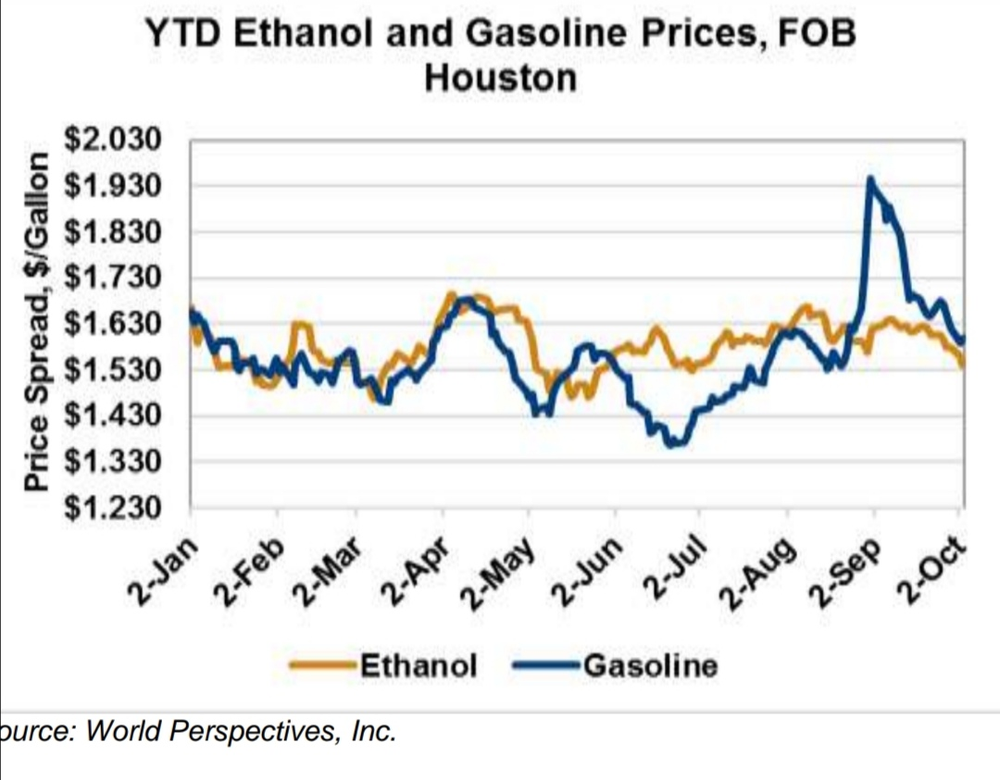 YTD Ethanol and Gasoline Prices, FOB
Houston
Price Spread, $/Gallon
$2.030
$1.930
$1.830
$1.730
$1.630
$1.530
$1.430
$1.330
$1.230
2-Jan
2-Feb
2-Mar
2-Apr
2-May
2-Jun
2-Jul
2-Aug
2-Sep
2-Oct
Ethanol Gasoline
ource: World Perspectives, Inc.